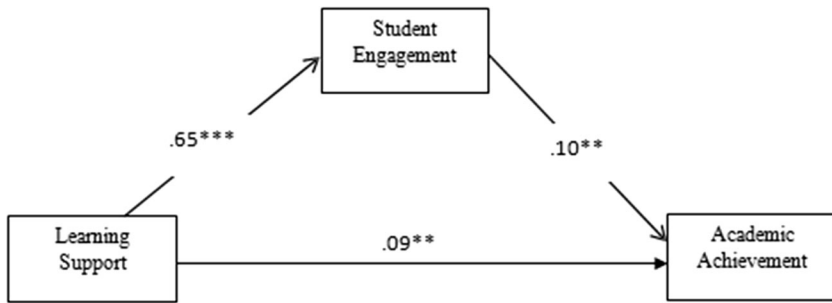 Student
Engagement
.65***
.10**
Learning
Support
.09**
Academic
Achievement